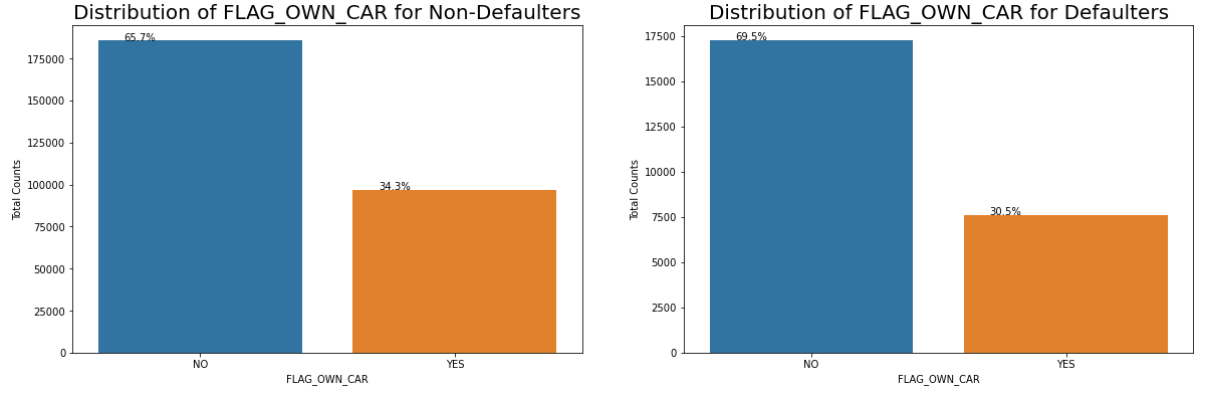 Distribution of FLAG_OWN_CAR for Non-Defaulters
175000
150000
125000
100000
75000
50000
25000
0
Total Counts
65.7%
34.3%
NO
YES
FLAG_OWN_CAR
Distribution of FLAG_OWN_CAR for Defaulters
17500
15000
12500
10000
7500
5000
2500
0
Total Counts
69.5%
30.5%
NO
YES
FLAG_OWN_CAR